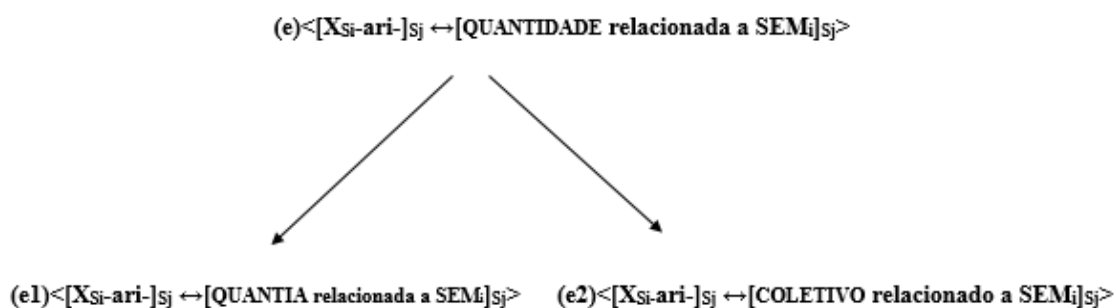 (e)<[XSi-ari-]Sj ↔[QUANTIDADE relacionada a SEMi]Sj>
(e1)<[XSi-ari-]Sj ↔[QUANTIA relacionada a SEMi]Sj> (e2)<[XSi-ari-]Sj ↔[COLETIVO relacionado a SEMi]Sj>